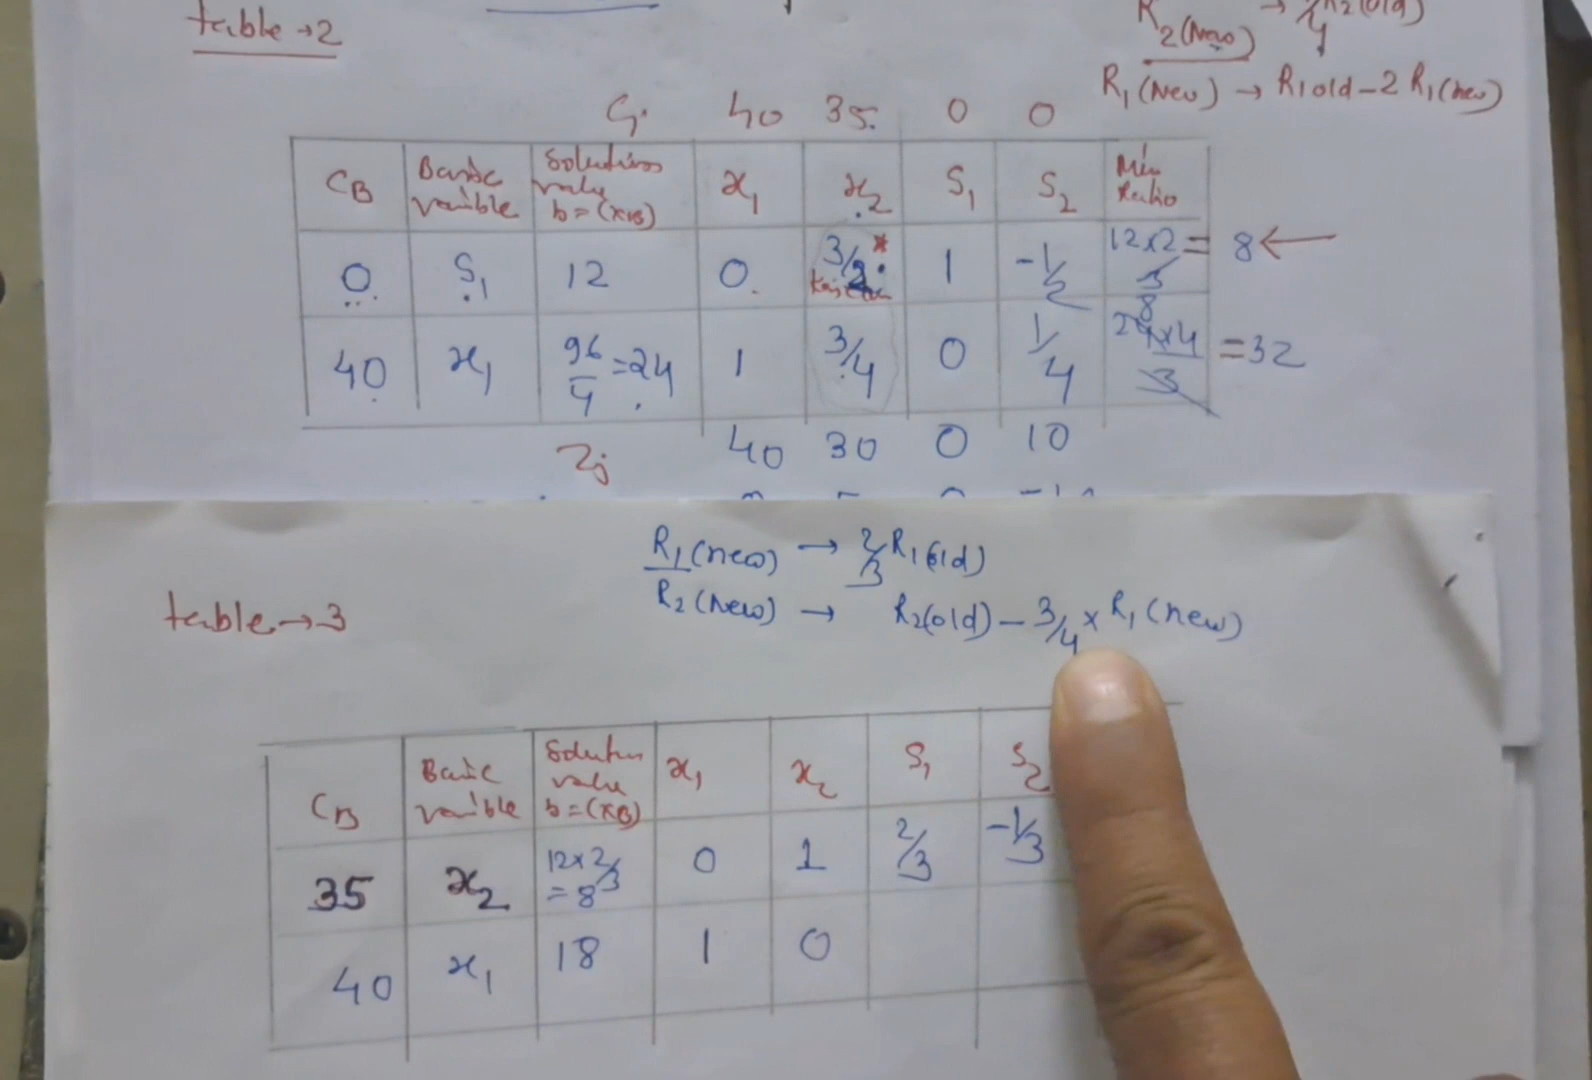 table → 2
R2(New) → R2(old)
4
R1(New) → R1old - 2 R1(new)
Cj 40 35 0 0
CB Basic variable Solution value b=(xB) x1 x2 S1 S2 Min Ratio
0 S1 12 0 3/2 * 1 -1/2 12×2/3 = 8 ←
40 x1 96/4 = 24 1 3/4 0 1/4 24×4/3 = 32
8
Zj 40 30 0 10
R1(new) → 2/3 R1(old)
table → 3
R2(New) → R2(old) - 3/4 × R1(new)
CB Basic variable Solution value b=(xB) x1 x2 S1 S2
35 x2 12×2/3 = 8 0 1 2/3 -1/3
40 x1 18 1 0